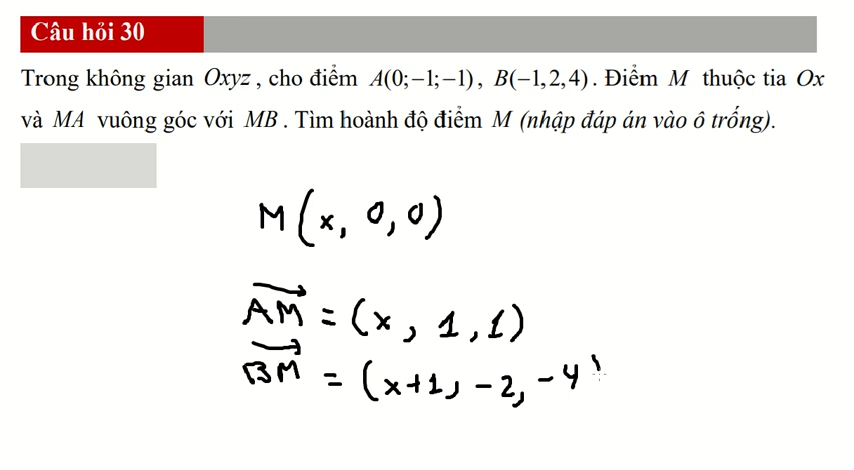 Câu hỏi 30
Trong không gian Oxyz, cho điểm A(0;−1;−1), B(−1,2,4). Điểm M thuộc tia Ox
và MA vuông góc với MB. Tìm hoành độ điểm M (nhập đáp án vào ô trống).
M(x, 0, 0)
AM = (x, 1, 1)
BM = (x+1, -2, -4)